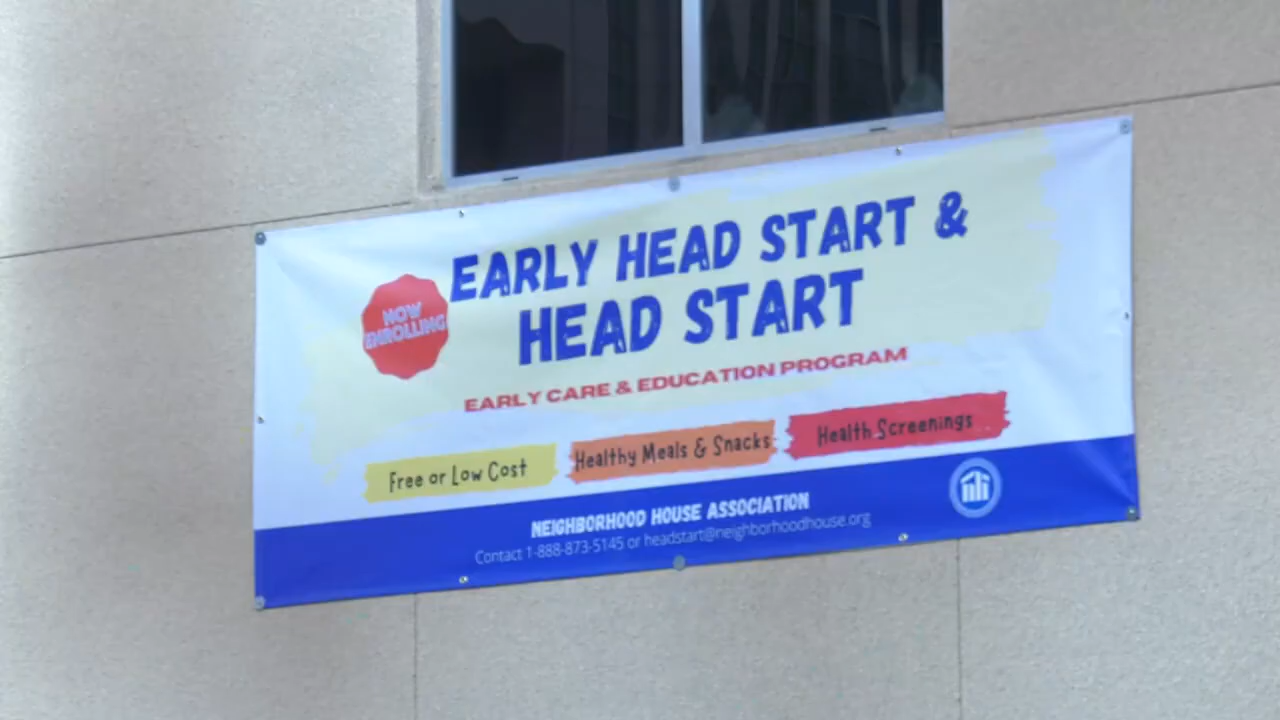 EARLY HEAD START &
HEAD START
NOW
ENROLLING
EARLY CARE & EDUCATION PROGRAM
Free or Low Cost
Healthy Meals & Snacks
Health Screenings
NEIGHBORHOOD HOUSE ASSOCIATION
Contact 1-888-873-5145 or headstart@neighborhoodhouse.org